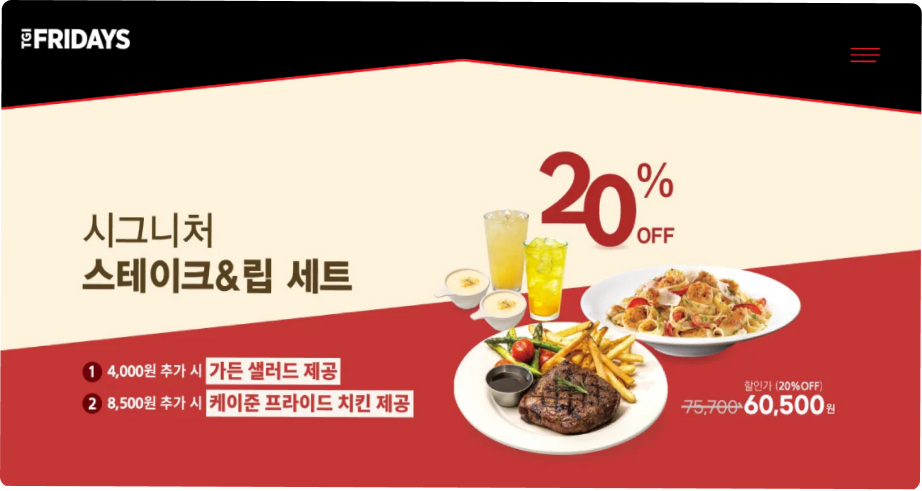 TGI FRIDAYS
20%
OFF
시그니처
스테이크&립 세트
1 4,000원 추가 시 가든 샐러드 제공
2 8,500원 추가 시 케이준 프라이드 치킨 제공
할인가 (20%OFF)
75,700 60,500원